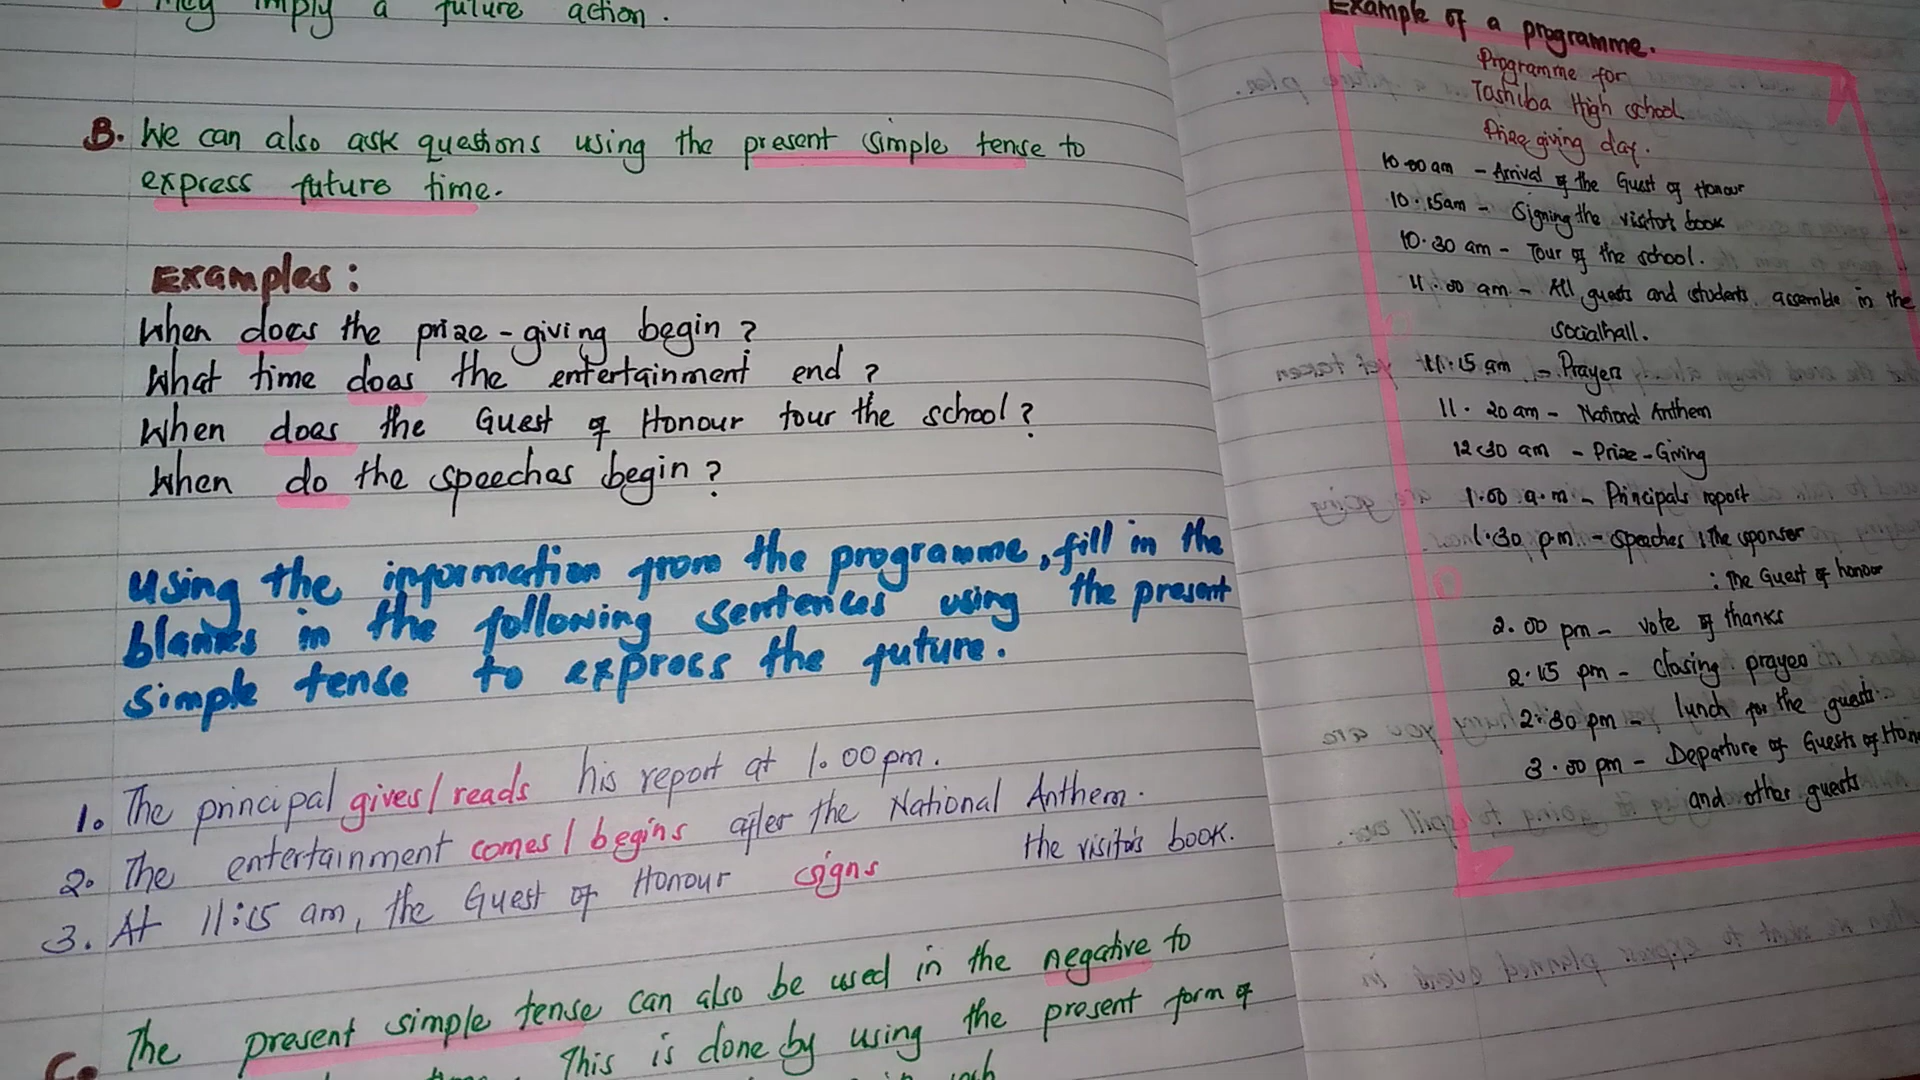 may imply a future action.
B. We can also ask questions using the present simple tense to
express future time.
Examples:
When does the prize-giving begin?
What time does the entertainment end?
When does the Guest of Honour tour the school?
When do the speeches begin?
Using the information from the programme, fill in the
blanks in the following sentences using the present
simple tense to express the future.
1. The principal gives/reads his report at 1.00pm.
2. The entertainment comes/begins after the National Anthem.
3. At 11:15 am, the Guest of Honour signs the visitors book.
C. The present simple tense can also be used in the negative to
This is done by using the present form of
Example of a programme.
Programme for
Tashiba High school
Prize giving day.
10.00am - Arrival of the Guest of Honour
10.15am - Signing the visitors book
10.30 am - Tour of the school.
11.00 am - All guests and students assemble in the
socialhall.
11:15 am - Prayers
11.20am - National Anthem
12:30 am - Prize-Giving
1.00 a.m - Principals report
1:30 pm - Speeches : The sponser
: The Guest of honour
2.00 pm - vote of thanks
2.15 pm - closing prayer
2:30 pm - lunch for the guests.
3.00 pm - Departure of Guests of Hon
and other guests